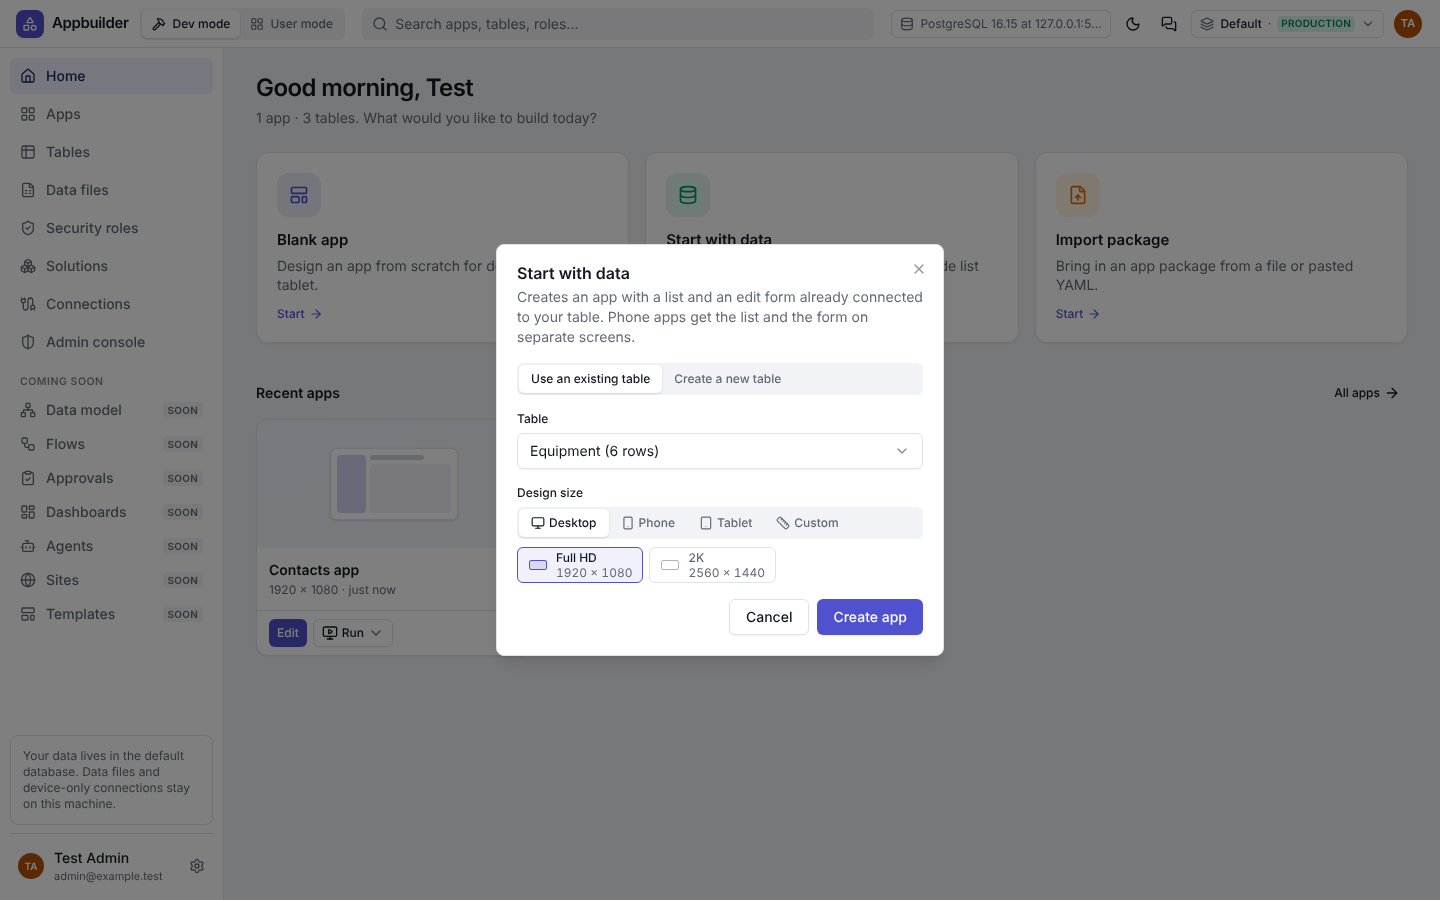 Appbuilder
Dev mode
User mode
Search apps, tables, roles...
PostgreSQL 16.15 at 127.0.0.1:5...
Default · PRODUCTION
TA
Home
Apps
Tables
Data files
Security roles
Solutions
Connections
Admin console
COMING SOON
Data model SOON
Flows SOON
Approvals SOON
Dashboards SOON
Agents SOON
Sites SOON
Templates SOON
Your data lives in the default
database. Data files and
device-only connections stay
on this machine.
TA
Test Admin
admin@example.test
Good morning, Test
1 app · 3 tables. What would you like to build today?
Blank app
Design an app from scratch for
tablet.
Start
Start with data
list
Import package
Bring in an app package from a file or pasted
YAML.
Start
Recent apps
All apps
Contacts app
1920 × 1080 · just now
Edit
Run
Start with data
Creates an app with a list and an edit form already connected
to your table. Phone apps get the list and the form on
separate screens.
Use an existing table
Create a new table
Table
Equipment (6 rows)
Design size
Desktop
Phone
Tablet
Custom
Full HD
1920 × 1080
2K
2560 × 1440
Cancel
Create app